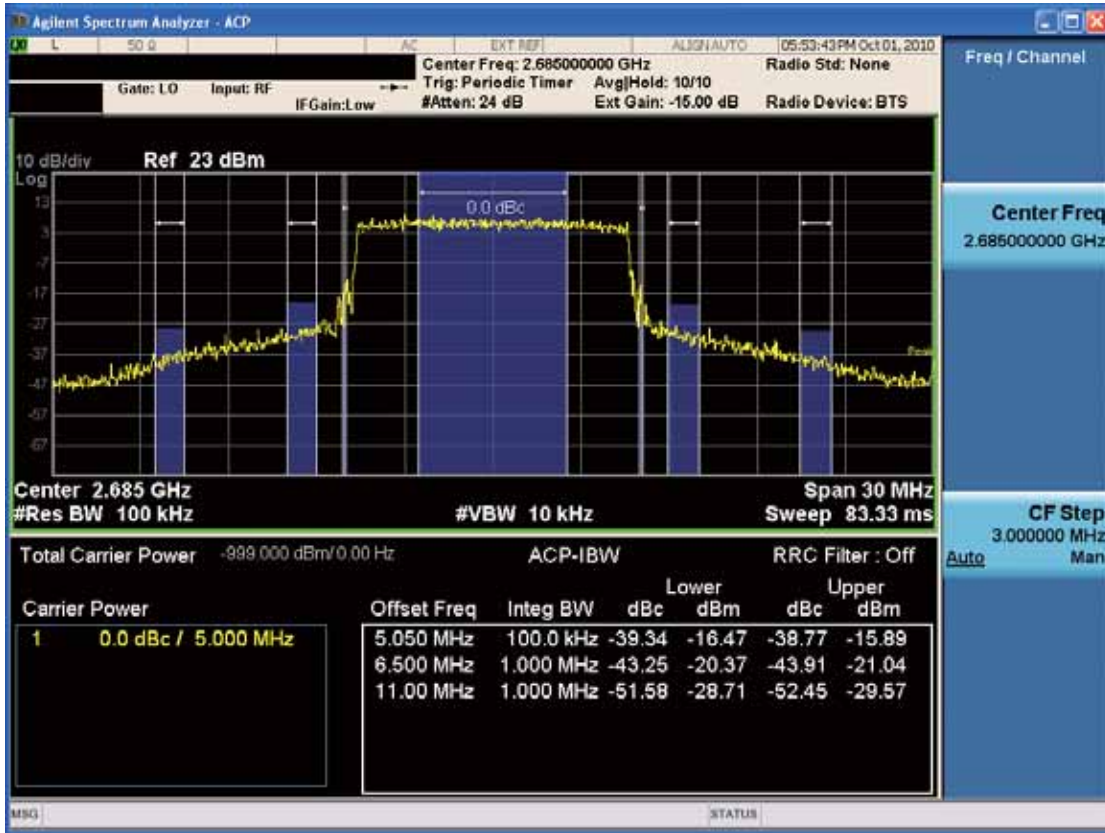 Agilent Spectrum Analyzer - ACP
L 50 Ω AC EXT REF ALIGN AUTO 05:53:43 PM Oct 01, 2010
Center Freq: 2.685000000 GHz Radio Std: None
Gate: LO Input: RF Trig: Periodic Timer Avg|Hold: 10/10
IFGain:Low #Atten: 24 dB Ext Gain: -15.00 dB Radio Device: BTS
Freq / Channel
10 dB/div Ref 23 dBm
Log
13
0.0 dBc
3
-7
-17
-27
-37
-47
-57
-67
Center Freq
2.685000000 GHz
Center 2.685 GHz Span 30 MHz
#Res BW 100 kHz #VBW 10 kHz Sweep 83.33 ms
CF Step
3.000000 MHz
Auto Man
Total Carrier Power -999.000 dBm/ 0.00 Hz ACP-IBW RRC Filter : Off
Lower Upper
Carrier Power Offset Freq Integ BW dBc dBm dBc dBm
1 0.0 dBc / 5.000 MHz 5.050 MHz 100.0 kHz -39.34 -16.47 -38.77 -15.89
6.500 MHz 1.000 MHz -43.25 -20.37 -43.91 -21.04
11.00 MHz 1.000 MHz -51.58 -28.71 -52.45 -29.57
MSG STATUS